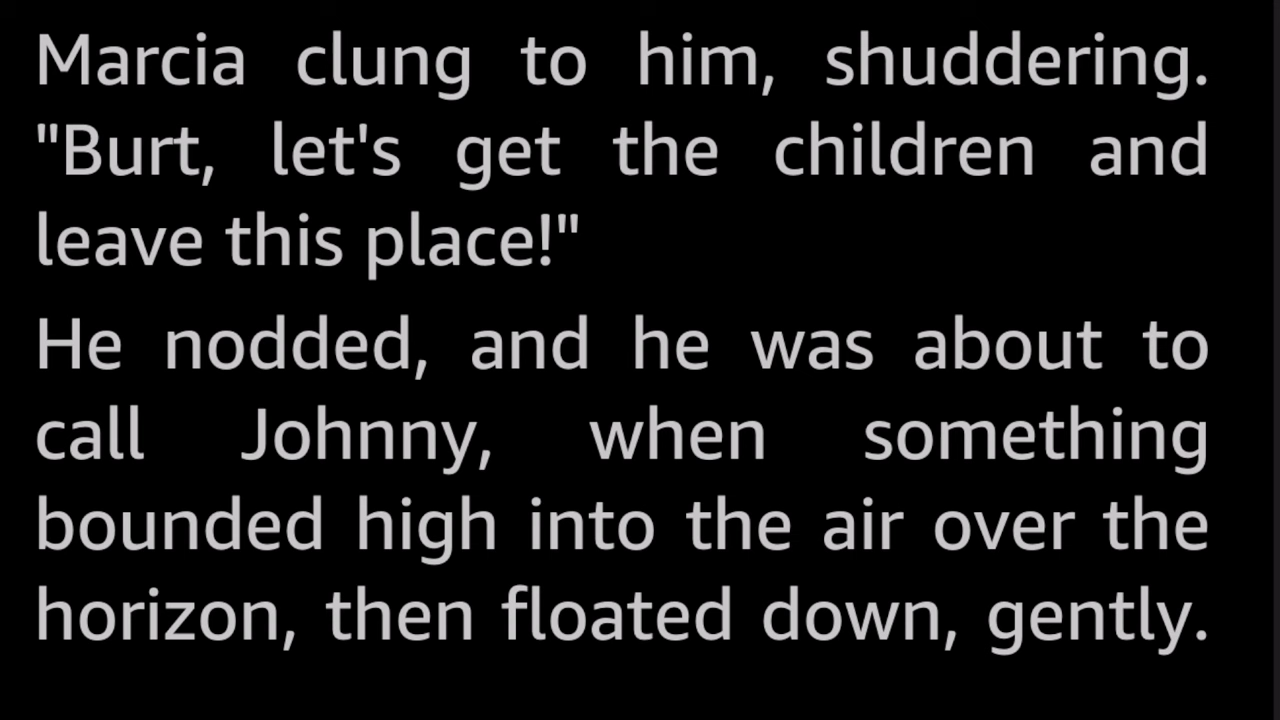 Marcia clung to him, shuddering.
"Burt, let's get the children and
leave this place!"
He nodded, and he was about to
call Johnny, when something
bounded high into the air over the
horizon, then floated down, gently.